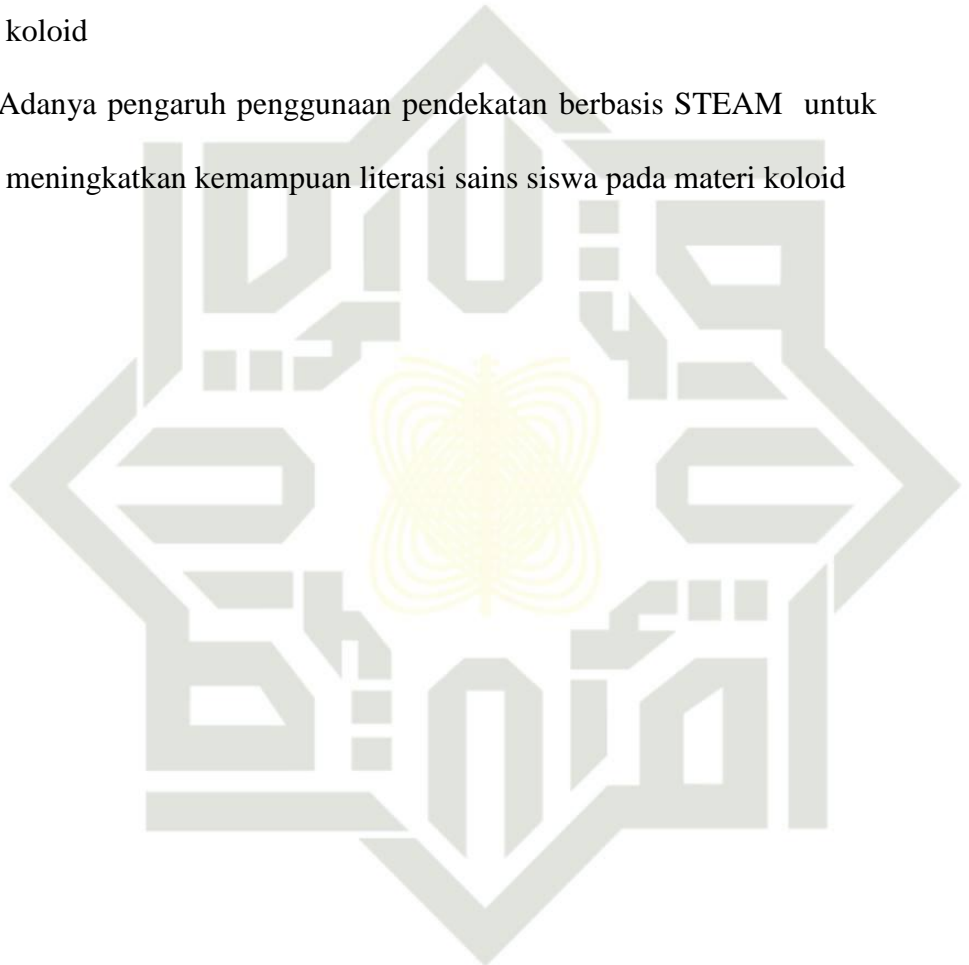 koloid
Adanya pengaruh penggunaan pendekatan berbasis STEAM untuk
meningkatkan kemampuan literasi sains siswa pada materi koloid